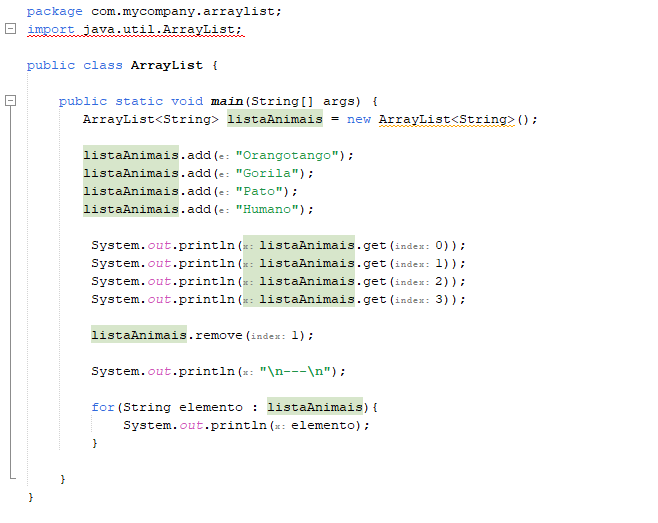 package com.mycompany.arraylist;
import java.util.ArrayList;
public class ArrayList {
public static void main(String[] args) {
ArrayList<String> listaAnimais = new ArrayList<String>();
listaAnimais.add(e: "Orangotango");
listaAnimais.add(e: "Gorila");
listaAnimais.add(e: "Pato");
listaAnimais.add(e: "Humano");
System.out.println(x: listaAnimais.get(index: 0));
System.out.println(x: listaAnimais.get(index: 1));
System.out.println(x: listaAnimais.get(index: 2));
System.out.println(x: listaAnimais.get(index: 3));
listaAnimais.remove(index: 1);
System.out.println(x: "\n---\n");
for(String elemento : listaAnimais){
System.out.println(x: elemento);
}
}
}